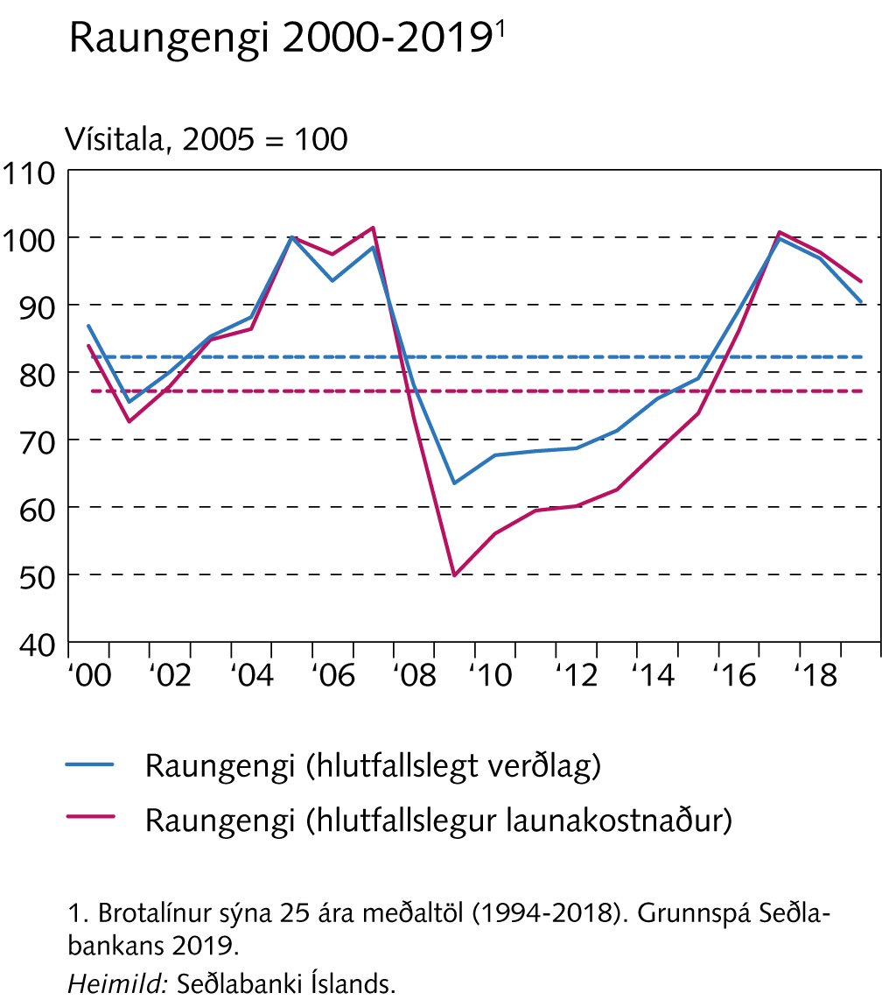 Raungengi 2000-2019¹
Vísitala, 2005 = 100
110
100
90
80
70
60
50
40
‘00 ‘02 ‘04 ‘06 ‘08 ‘10 ‘12 ‘14 ‘16 ‘18
Raungengi (hlutfallslegt verðlag)
Raungengi (hlutfallslegur launakostnaður)
1. Brotalínur sýna 25 ára meðaltöl (1994-2018). Grunnspá Seðla-
bankans 2019.
Heimild: Seðlabanki Íslands.